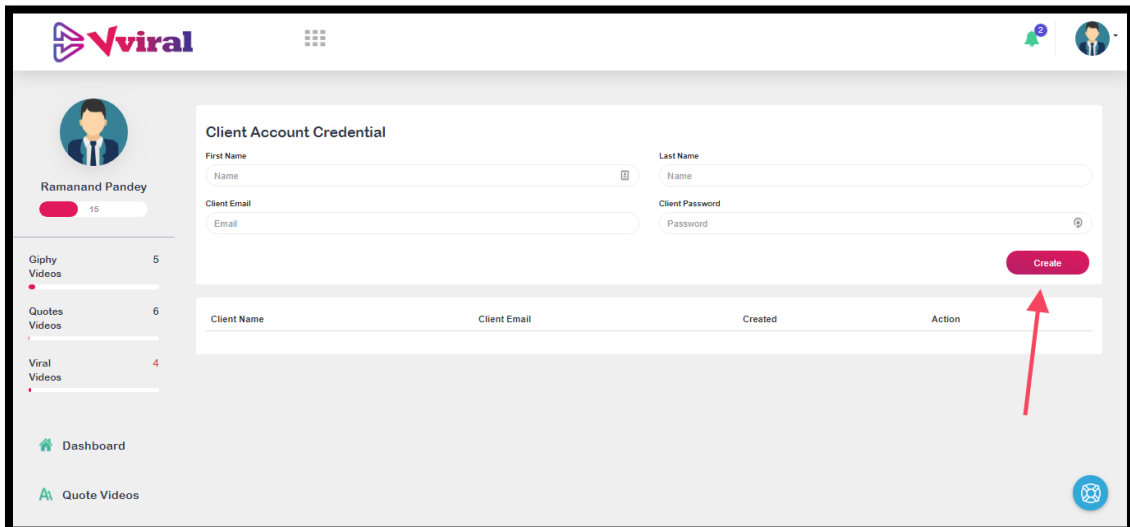 Vviral
2
Ramanand Pandey
15
Giphy
Videos
5
Quotes
Videos
6
Viral
Videos
4
Dashboard
Quote Videos
Client Account Credential
First Name
Last Name
Name
Name
Client Email
Client Password
Email
Password
Create
Client Name Client Email Created Action